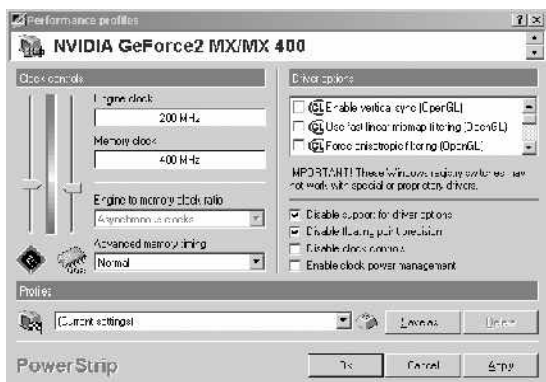 Performance profiles
NVIDIA GeForce2 MX/MX 400
Clock controls
Engine clock
200 MHz
Memory clock
400 MHz
Engine to memory clock ratio
Asynchronous clocks
Advanced memory timing
Normal
Driver options
Enable vertical sync (OpenGL)
Use fast linear mipmap filtering (OpenGL)
Force anisotropic filtering (OpenGL)
IMPORTANT! These Windows registry switches may
not work with special or proprietary drivers.
Disable support for driver options
Disable floating point precision
Disable clock controls
Enable clock power management
Profiles
(Current settings)
Save as
Delete
PowerStrip
Ok
Cancel
Apply